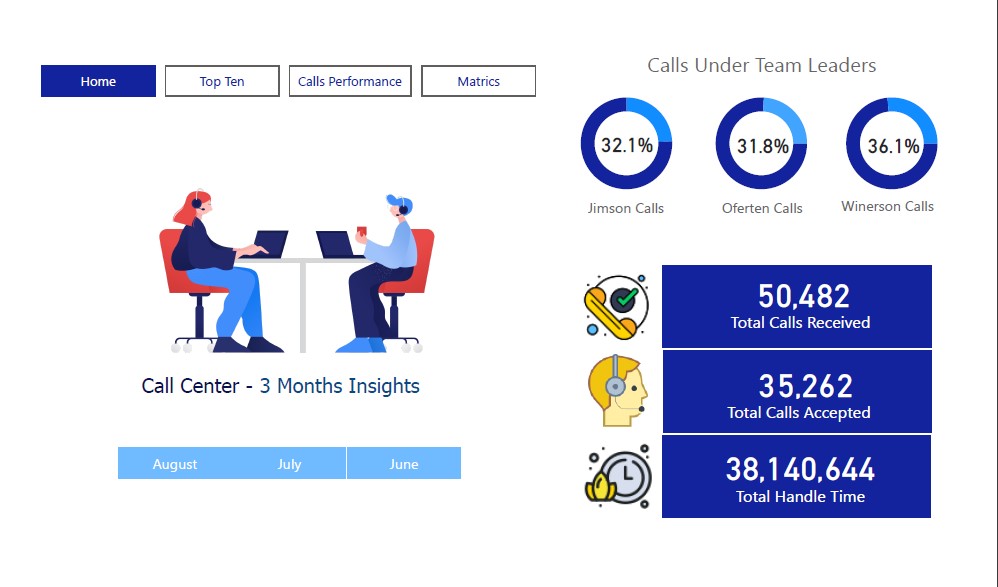 Home
Top Ten
Calls Performance
Matrics
Call Center - 3 Months Insights
August
July
June
Calls Under Team Leaders
32.1%
31.8%
36.1%
Jimson Calls
Oferten Calls
Winerson Calls
50,482
Total Calls Received
35,262
Total Calls Accepted
38,140,644
Total Handle Time